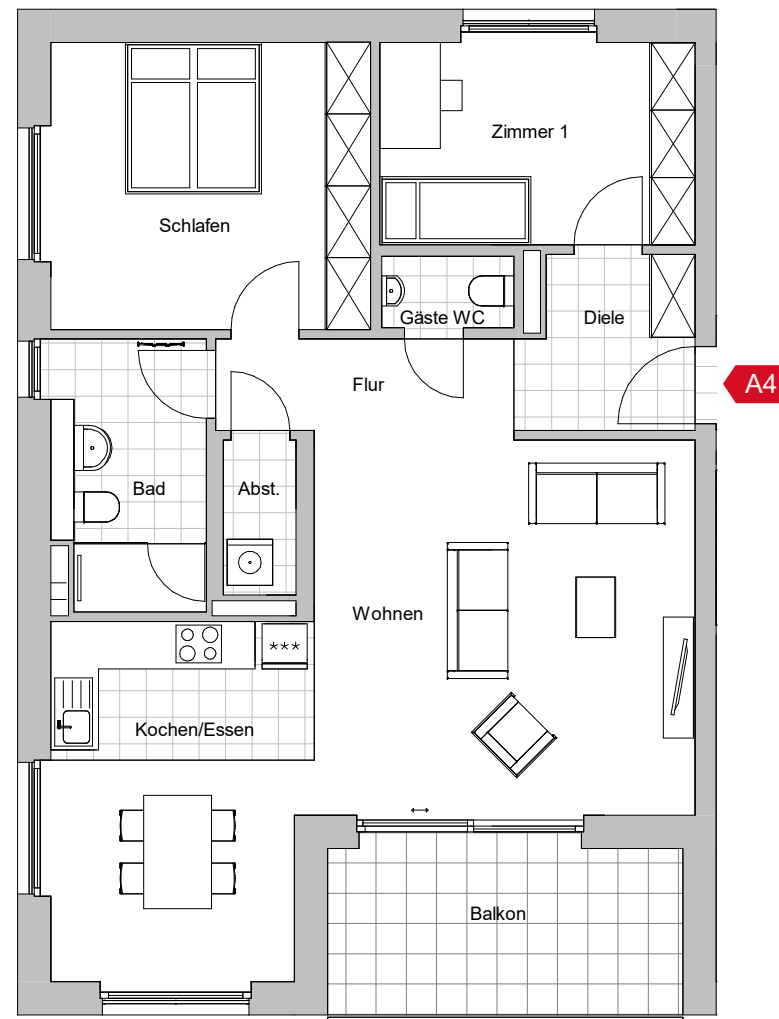 Zimmer 1
Schlafen
Gäste WC
Diele
Flur
A4
Bad
Abst.
Wohnen
***
Kochen/Essen
Balkon